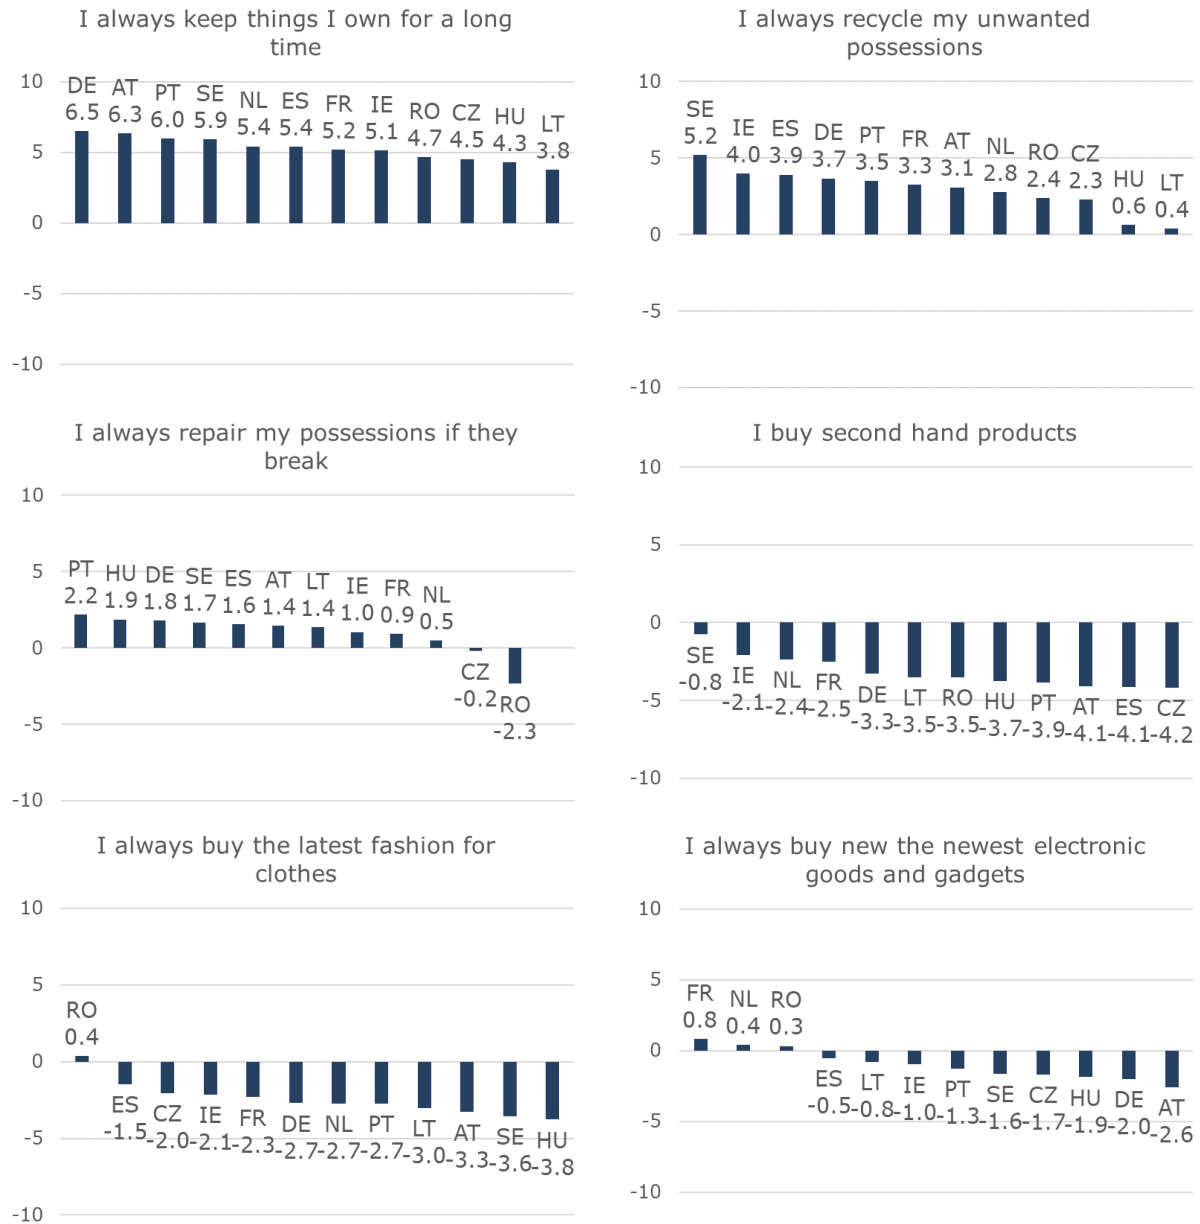 I always keep things I own for a long
time
10
5
0
-5
-10
DE AT PT SE NL ES FR IE RO CZ HU LT
6.5 6.3 6.0 5.9 5.4 5.4 5.2 5.1 4.7 4.5 4.3 3.8
I always recycle my unwanted
possessions
10
5
0
-5
-10
SE IE ES DE PT FR AT NL RO CZ HU LT
5.2 4.0 3.9 3.7 3.5 3.3 3.1 2.8 2.4 2.3 0.6 0.4
I always repair my possessions if they
break
10
5
0
-5
-10
PT HU DE SE ES AT LT IE FR NL CZ RO
2.2 1.9 1.8 1.7 1.6 1.4 1.4 1.0 0.9 0.5 -0.2 -2.3
I buy second hand products
10
5
0
-5
-10
SE IE NL FR DE LT RO HU PT AT ES CZ
-0.8 -2.1 -2.4 -2.5 -3.3 -3.5 -3.5 -3.7 -3.9 -4.1 -4.1 -4.2
I always buy the latest fashion for
clothes
10
5
0
-5
-10
RO ES CZ IE FR DE NL PT LT AT SE HU
0.4 -1.5 -2.0 -2.1 -2.3 -2.7 -2.7 -2.7 -3.0 -3.3 -3.6 -3.8
I always buy new the newest electronic
goods and gadgets
10
5
0
-5
-10
FR NL RO ES LT IE PT SE CZ HU DE AT
0.8 0.4 0.3 -0.5 -0.8 -1.0 -1.3 -1.6 -1.7 -1.9 -2.0 -2.6